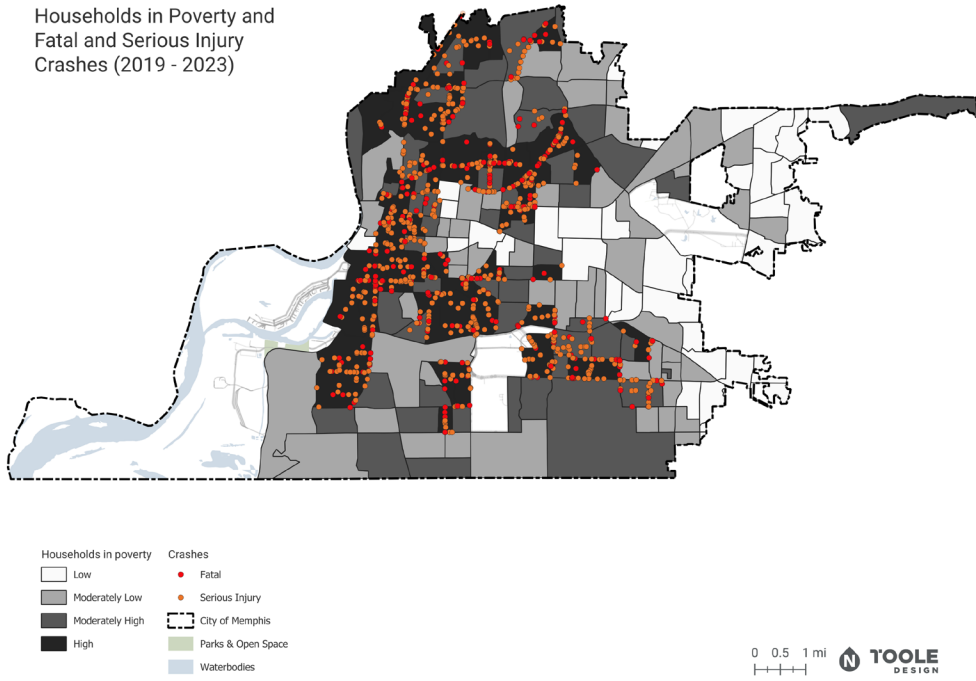 Households in Poverty and
Fatal and Serious Injury
Crashes (2019 - 2023)
Households in poverty
Low
Moderately Low
Moderately High
High
Crashes
Fatal
Serious Injury
City of Memphis
Parks & Open Space
Waterbodies
0 0.5 1 mi
N
TOOLE
DESIGN